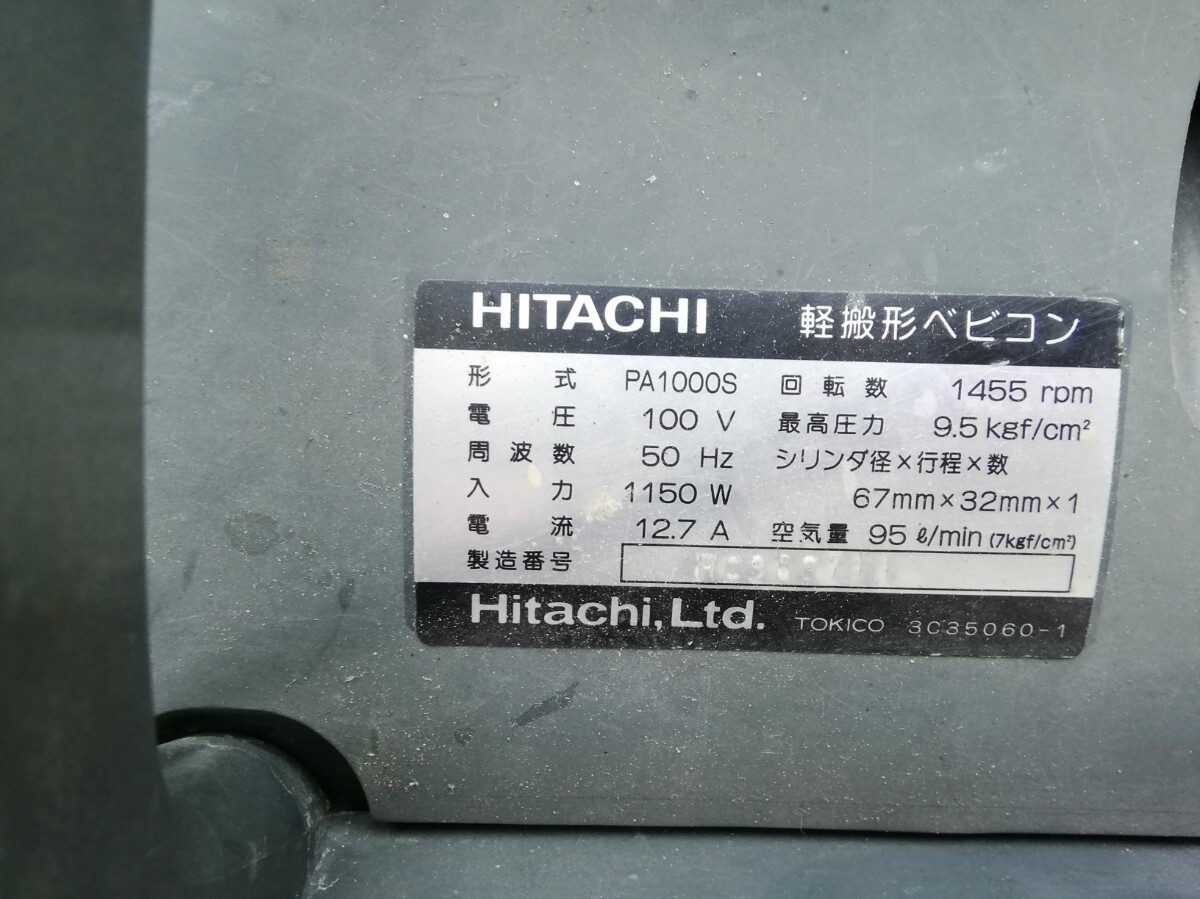 HITACHI 軽搬形ベビコン
形式 PA1000S 回転数 1455 rpm
電圧 100 V 最高圧力 9.5 kgf/cm²
周波数 50 Hz シリンダ径×行程×数
入力 1150 W 67mm×32mm×1
電流 12.7 A 空気量 95 ℓ/min (7kgf/cm²)
製造番号
Hitachi, Ltd. TOKICO 3C35060-1